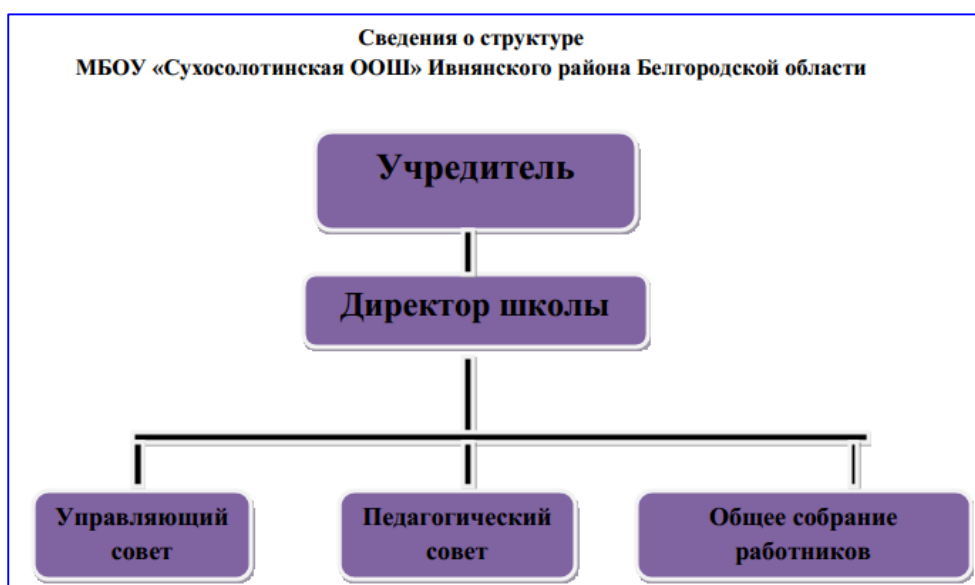 Сведения о структуре
МБОУ «Сухосолотинская ООШ» Ивнянского района Белгородской области
Учредитель
Директор школы
Управляющий
совет
Педагогический
совет
Общее собрание
работников